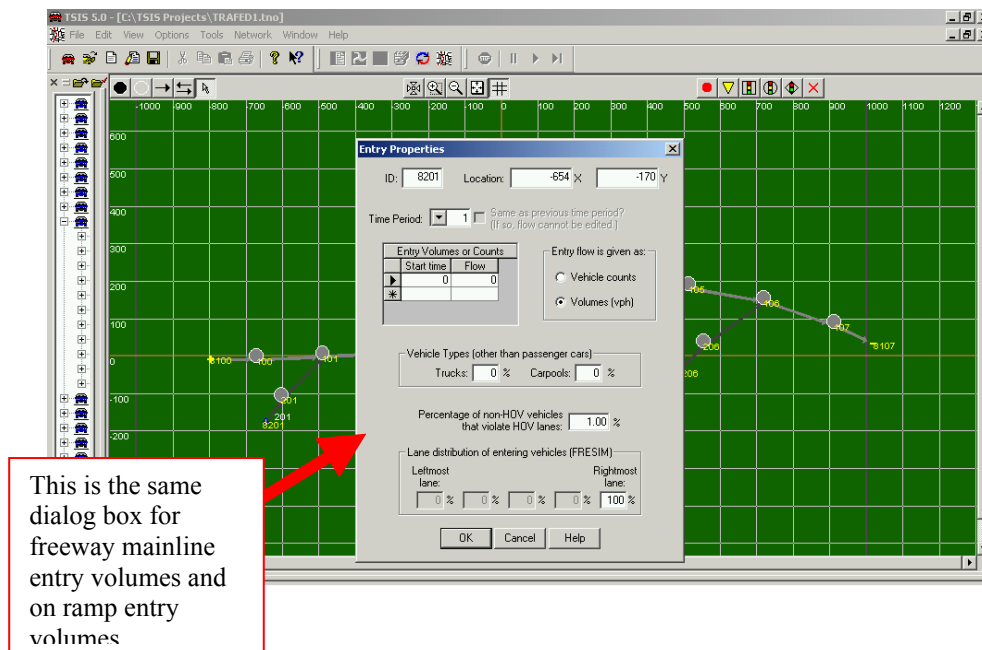 TSIS 5.0 - [C:\TSIS Projects\TRAFED1.tno]
File Edit View Options Tools Network Window Help
-1000 -900 -800 -700 -600 -500 -400 -300 -200 -100 0 100 200 300 400 500 600 700 800 900 1000 1100 1200
600
500
400
300
200
100
0
-100
-200
8100
100
101
201
201
8201
105
106
107
8107
206
206
Entry Properties
ID: 8201 Location: -654 X -170 Y
Time Period: 1 Same as previous time period?
(If so, flow cannot be edited.)
Entry Volumes or Counts
Start time Flow
0 0
Entry flow is given as:
Vehicle counts
Volumes (vph)
Vehicle Types (other than passenger cars)
Trucks: 0 % Carpools: 0 %
Percentage of non-HOV vehicles
that violate HOV lanes: 1.00 %
Lane distribution of entering vehicles (FRESIM)
Leftmost Rightmost
lane: lane:
0 % 0 % 0 % 0 % 100 %
OK Cancel Help
This is the same
dialog box for
freeway mainline
entry volumes and
on ramp entry
volumes